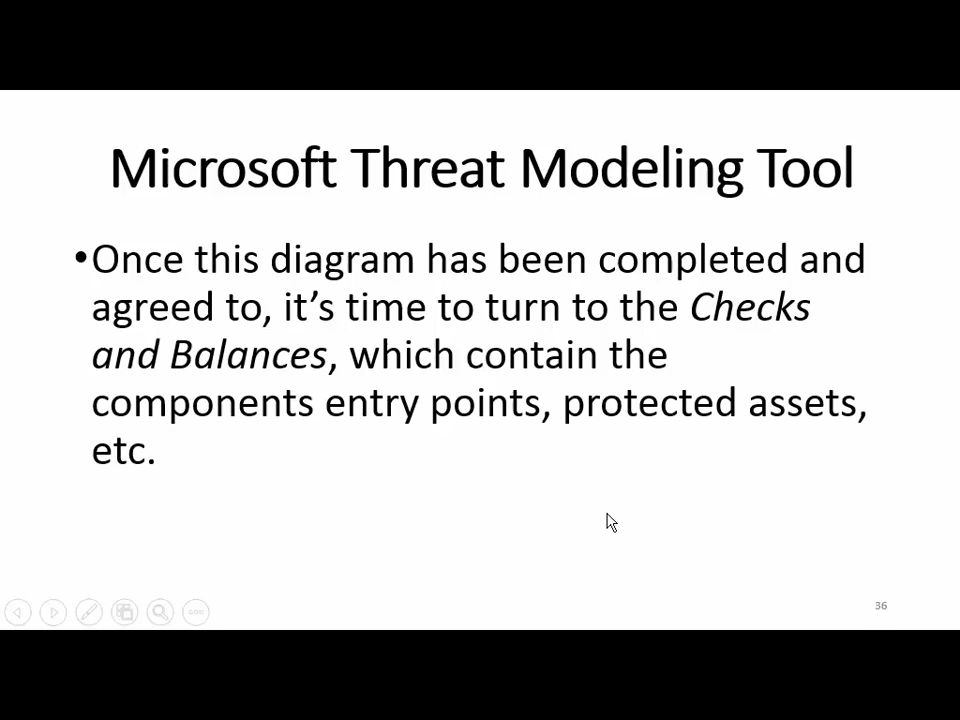 Microsoft Threat Modeling Tool
•Once this diagram has been completed and
agreed to, it’s time to turn to the Checks
and Balances, which contain the
components entry points, protected assets,
etc.
36